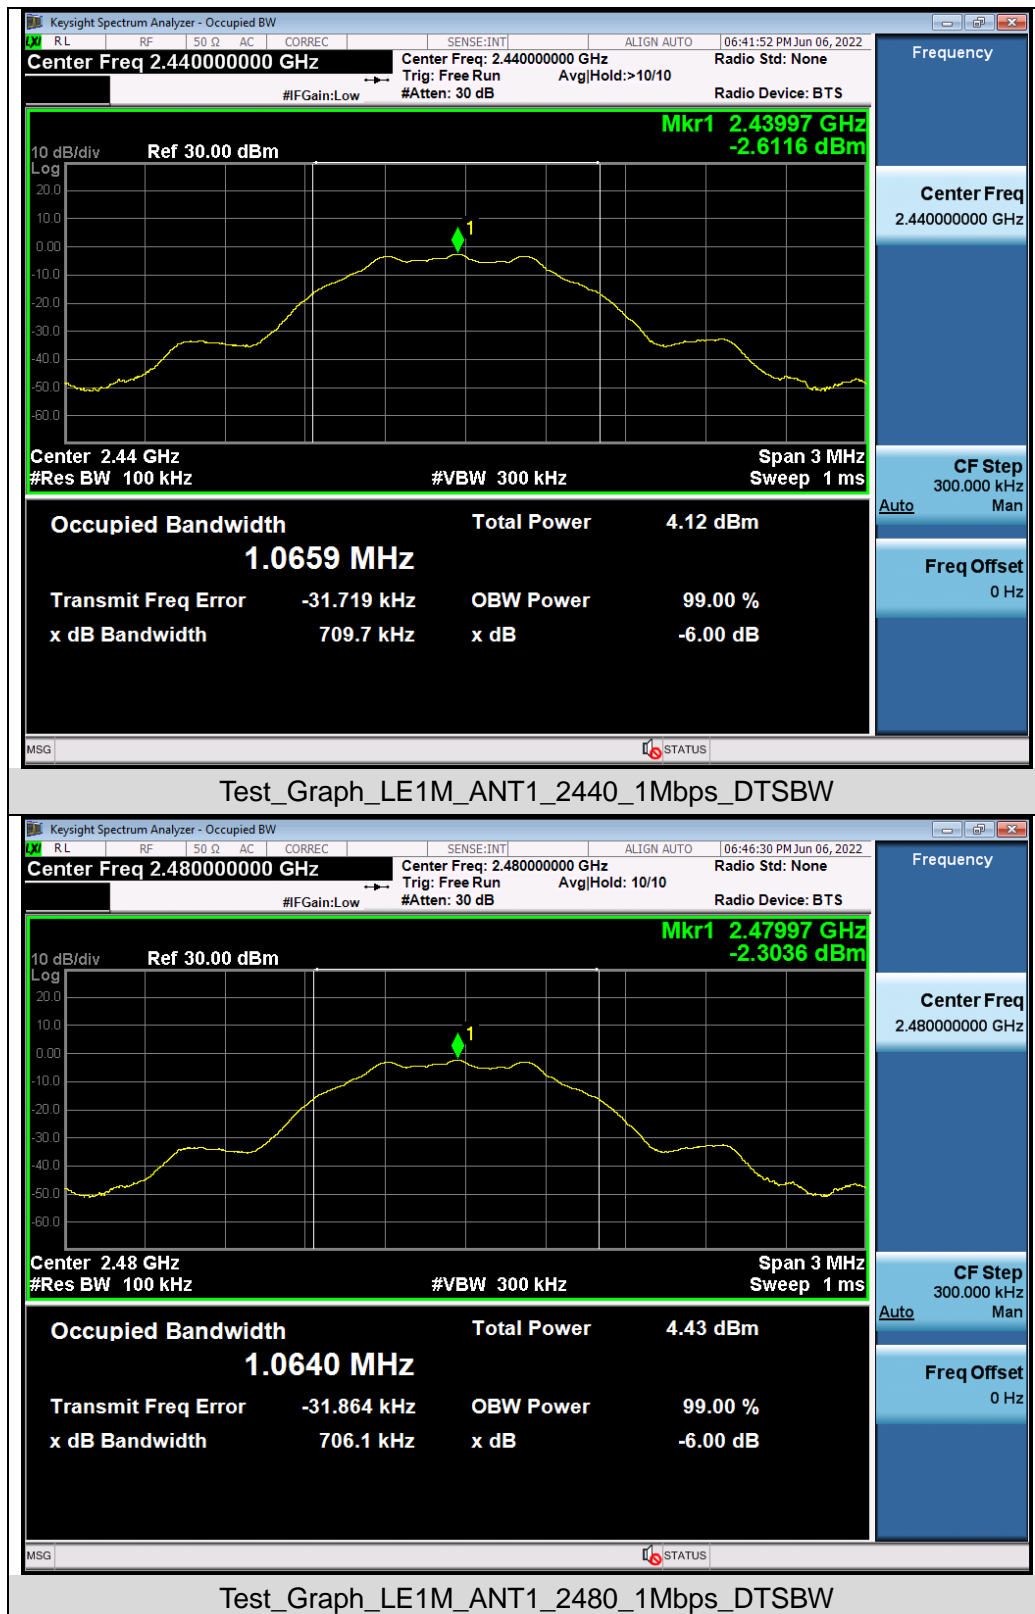 Keysight Spectrum Analyzer - Occupied BW
LXI RL RF 50 Ω AC CORREC SENSE:INT ALIGN AUTO 06:41:52 PM Jun 06, 2022
Center Freq 2.440000000 GHz Center Freq: 2.440000000 GHz Radio Std: None
Trig: Free Run Avg|Hold:>10/10
#IFGain:Low #Atten: 30 dB Radio Device: BTS
Frequency
Mkr1 2.43997 GHz
10 dB/div Ref 30.00 dBm -2.6116 dBm
Log
20.0
10.0
0.00
-10.0
-20.0
-30.0
-40.0
-50.0
-60.0
1
Center 2.44 GHz Span 3 MHz
#Res BW 100 kHz #VBW 300 kHz Sweep 1 ms
Center Freq
2.440000000 GHz
CF Step
300.000 kHz
Auto Man
Freq Offset
0 Hz
Occupied Bandwidth Total Power 4.12 dBm
1.0659 MHz
Transmit Freq Error -31.719 kHz OBW Power 99.00 %
x dB Bandwidth 709.7 kHz x dB -6.00 dB
MSG STATUS
Test_Graph_LE1M_ANT1_2440_1Mbps_DTSBW
Keysight Spectrum Analyzer - Occupied BW
LXI RL RF 50 Ω AC CORREC SENSE:INT ALIGN AUTO 06:46:30 PM Jun 06, 2022
Center Freq 2.480000000 GHz Center Freq: 2.480000000 GHz Radio Std: None
Trig: Free Run Avg|Hold: 10/10
#IFGain:Low #Atten: 30 dB Radio Device: BTS
Frequency
Mkr1 2.47997 GHz
10 dB/div Ref 30.00 dBm -2.3036 dBm
Log
20.0
10.0
0.00
-10.0
-20.0
-30.0
-40.0
-50.0
-60.0
1
Center 2.48 GHz Span 3 MHz
#Res BW 100 kHz #VBW 300 kHz Sweep 1 ms
Center Freq
2.480000000 GHz
CF Step
300.000 kHz
Auto Man
Freq Offset
0 Hz
Occupied Bandwidth Total Power 4.43 dBm
1.0640 MHz
Transmit Freq Error -31.864 kHz OBW Power 99.00 %
x dB Bandwidth 706.1 kHz x dB -6.00 dB
MSG STATUS
Test_Graph_LE1M_ANT1_2480_1Mbps_DTSBW